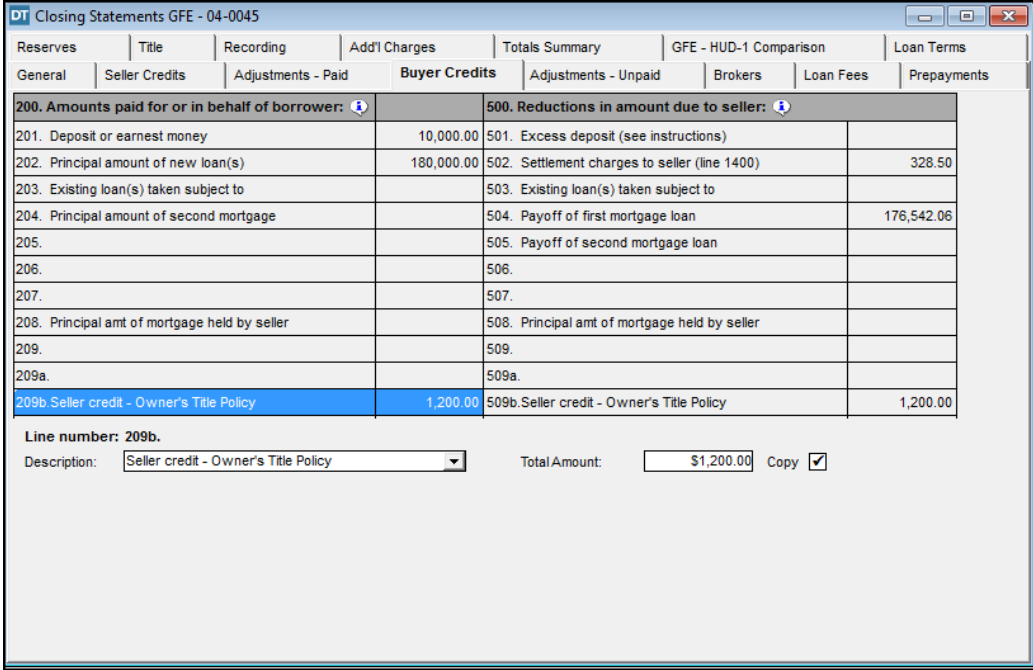 DT Closing Statements GFE - 04-0045
Reserves Title Recording Add'l Charges Totals Summary GFE - HUD-1 Comparison Loan Terms
General Seller Credits Adjustments - Paid Buyer Credits Adjustments - Unpaid Brokers Loan Fees Prepayments
200. Amounts paid for or in behalf of borrower: 500. Reductions in amount due to seller:
201. Deposit or earnest money 10,000.00 501. Excess deposit (see instructions)
202. Principal amount of new loan(s) 180,000.00 502. Settlement charges to seller (line 1400) 328.50
203. Existing loan(s) taken subject to 503. Existing loan(s) taken subject to
204. Principal amount of second mortgage 504. Payoff of first mortgage loan 176,542.06
205. 505. Payoff of second mortgage loan
206. 506.
207. 507.
208. Principal amt of mortgage held by seller 508. Principal amt of mortgage held by seller
209. 509.
209a. 509a.
209b.Seller credit - Owner's Title Policy 1,200.00 509b.Seller credit - Owner's Title Policy 1,200.00
Line number: 209b.
Description: Seller credit - Owner's Title Policy Total Amount: $1,200.00 Copy